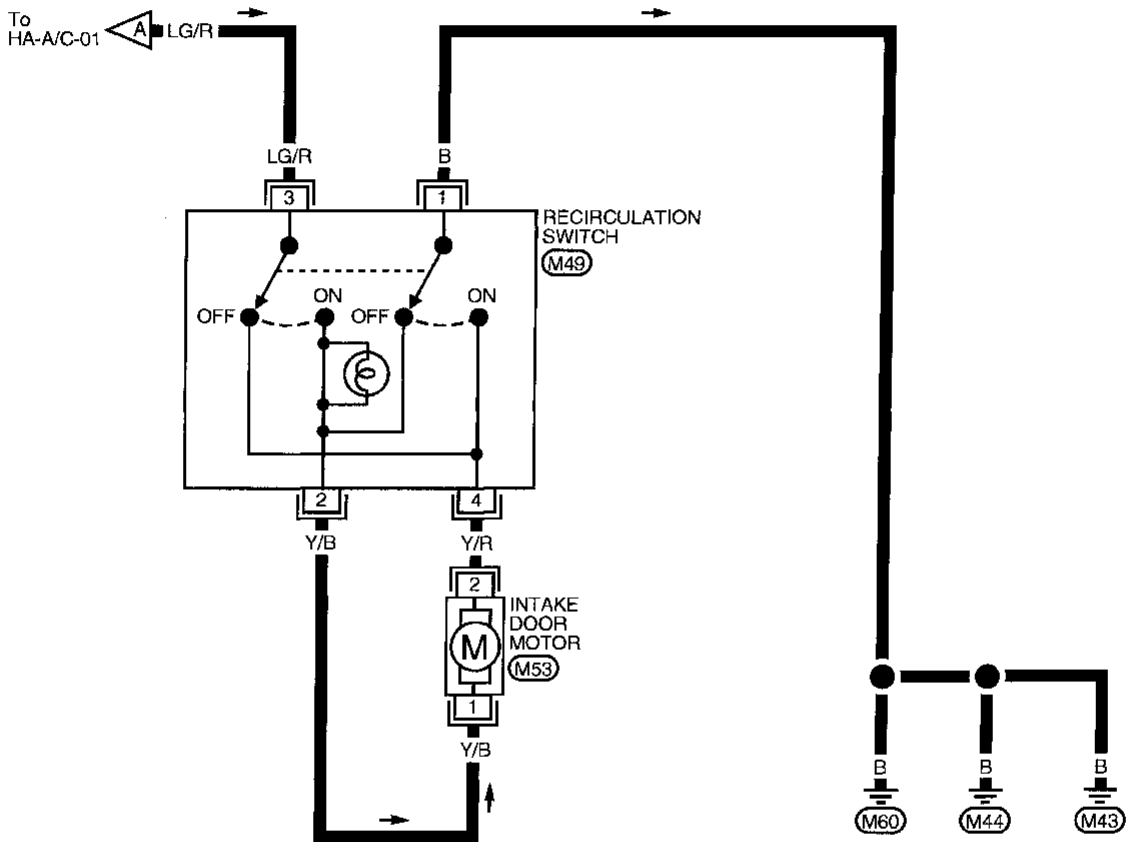 To
HA-A/C-01
A
LG/R
LG/R
B
3
1
RECIRCULATION
SWITCH
M49
OFF
ON
OFF
ON
2
4
Y/B
Y/R
2
INTAKE
DOOR
MOTOR
M
M53
1
Y/B
B
B
B
M60
M44
M43